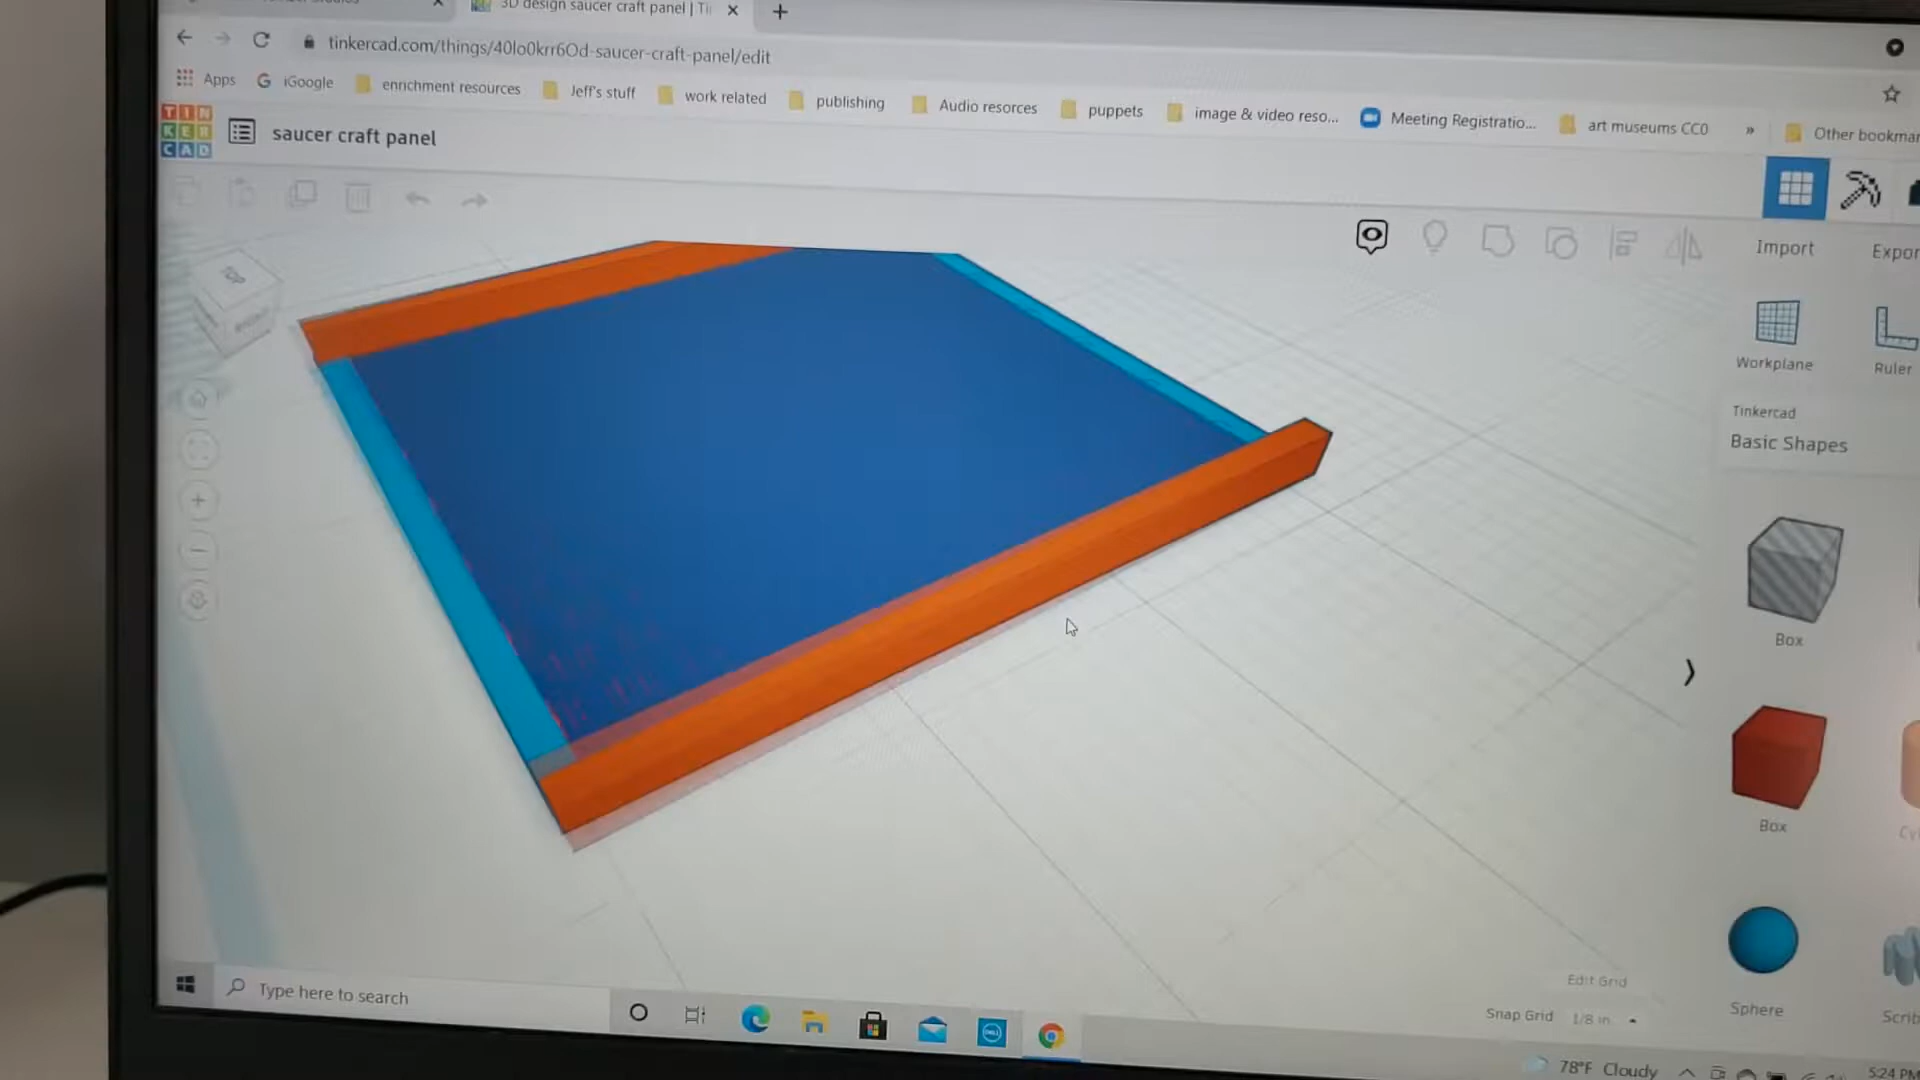 3D design saucer craft panel | Ti
tinkercad.com/things/40lo0krr6Od-saucer-craft-panel/edit
Apps iGoogle enrichment resources Jeff's stuff work related publishing Audio resorces puppets image & video reso... Meeting Registratio... art museums CC0 » Other bookmar
TIN
KER
CAD
saucer craft panel
Import Expor
Workplane Ruler
Tinkercad
Basic Shapes
Box
Box
Sphere Scrib
Edit Grid
Snap Grid 1/8 in
Type here to search
DELL
78°F Cloudy 5:24 PM